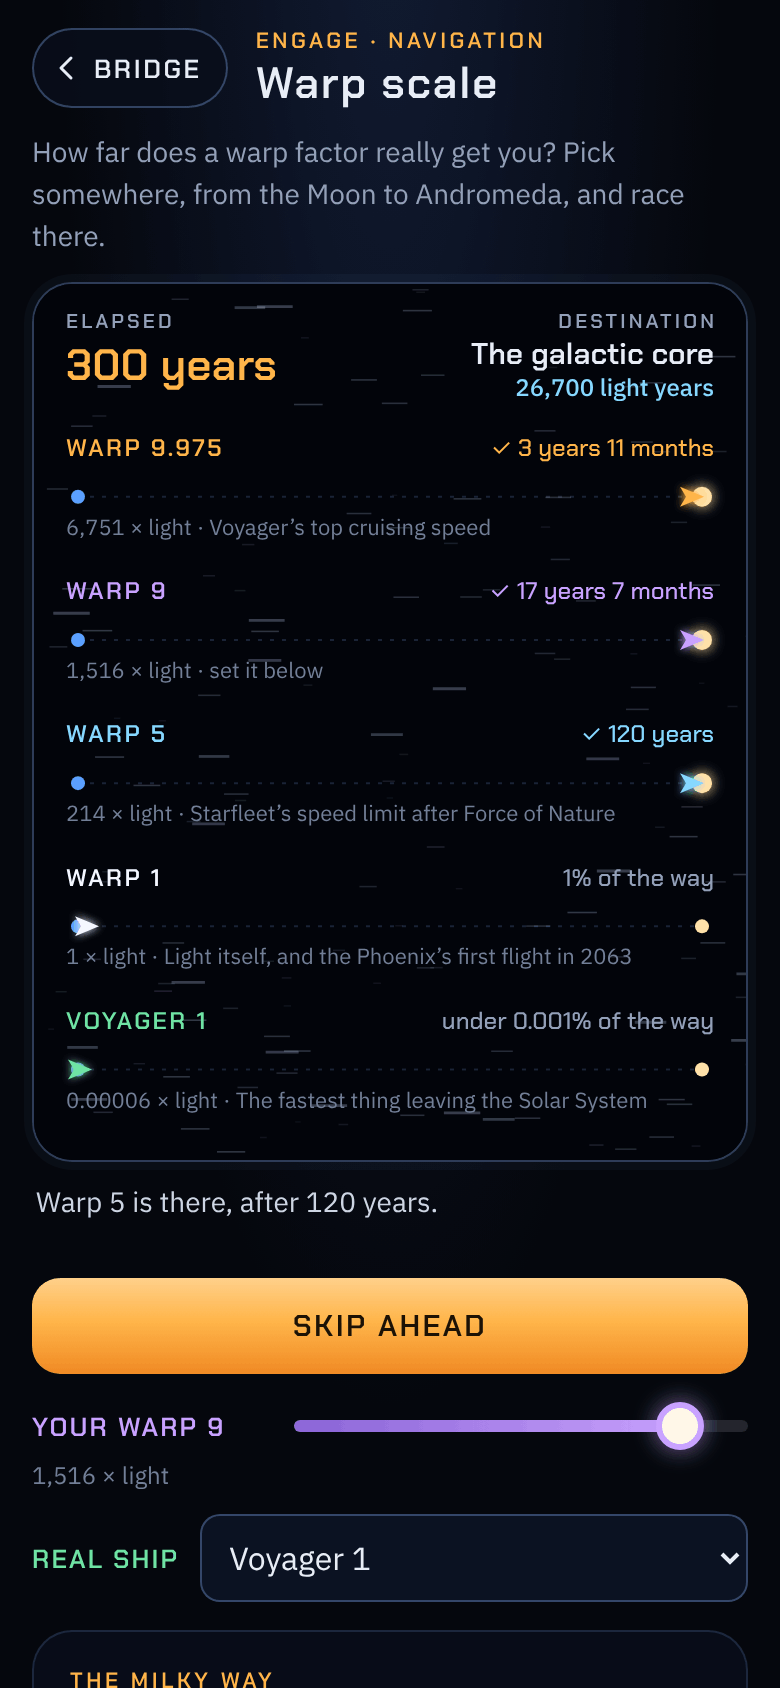 BRIDGE
ENGAGE · NAVIGATION
Warp scale
How far does a warp factor really get you? Pick
somewhere, from the Moon to Andromeda, and race
there.
ELAPSED
300 years
DESTINATION
The galactic core
26,700 light years
WARP 9.975
✓ 3 years 11 months
6,751 × light · Voyager’s top cruising speed
WARP 9
✓ 17 years 7 months
1,516 × light · set it below
WARP 5
✓ 120 years
214 × light · Starfleet’s speed limit after Force of Nature
WARP 1
1% of the way
1 × light · Light itself, and the Phoenix’s first flight in 2063
VOYAGER 1
under 0.001% of the way
0.00006 × light · The fastest thing leaving the Solar System
Warp 5 is there, after 120 years.
SKIP AHEAD
YOUR WARP 9
1,516 × light
REAL SHIP
Voyager 1
THE MILKY WAY